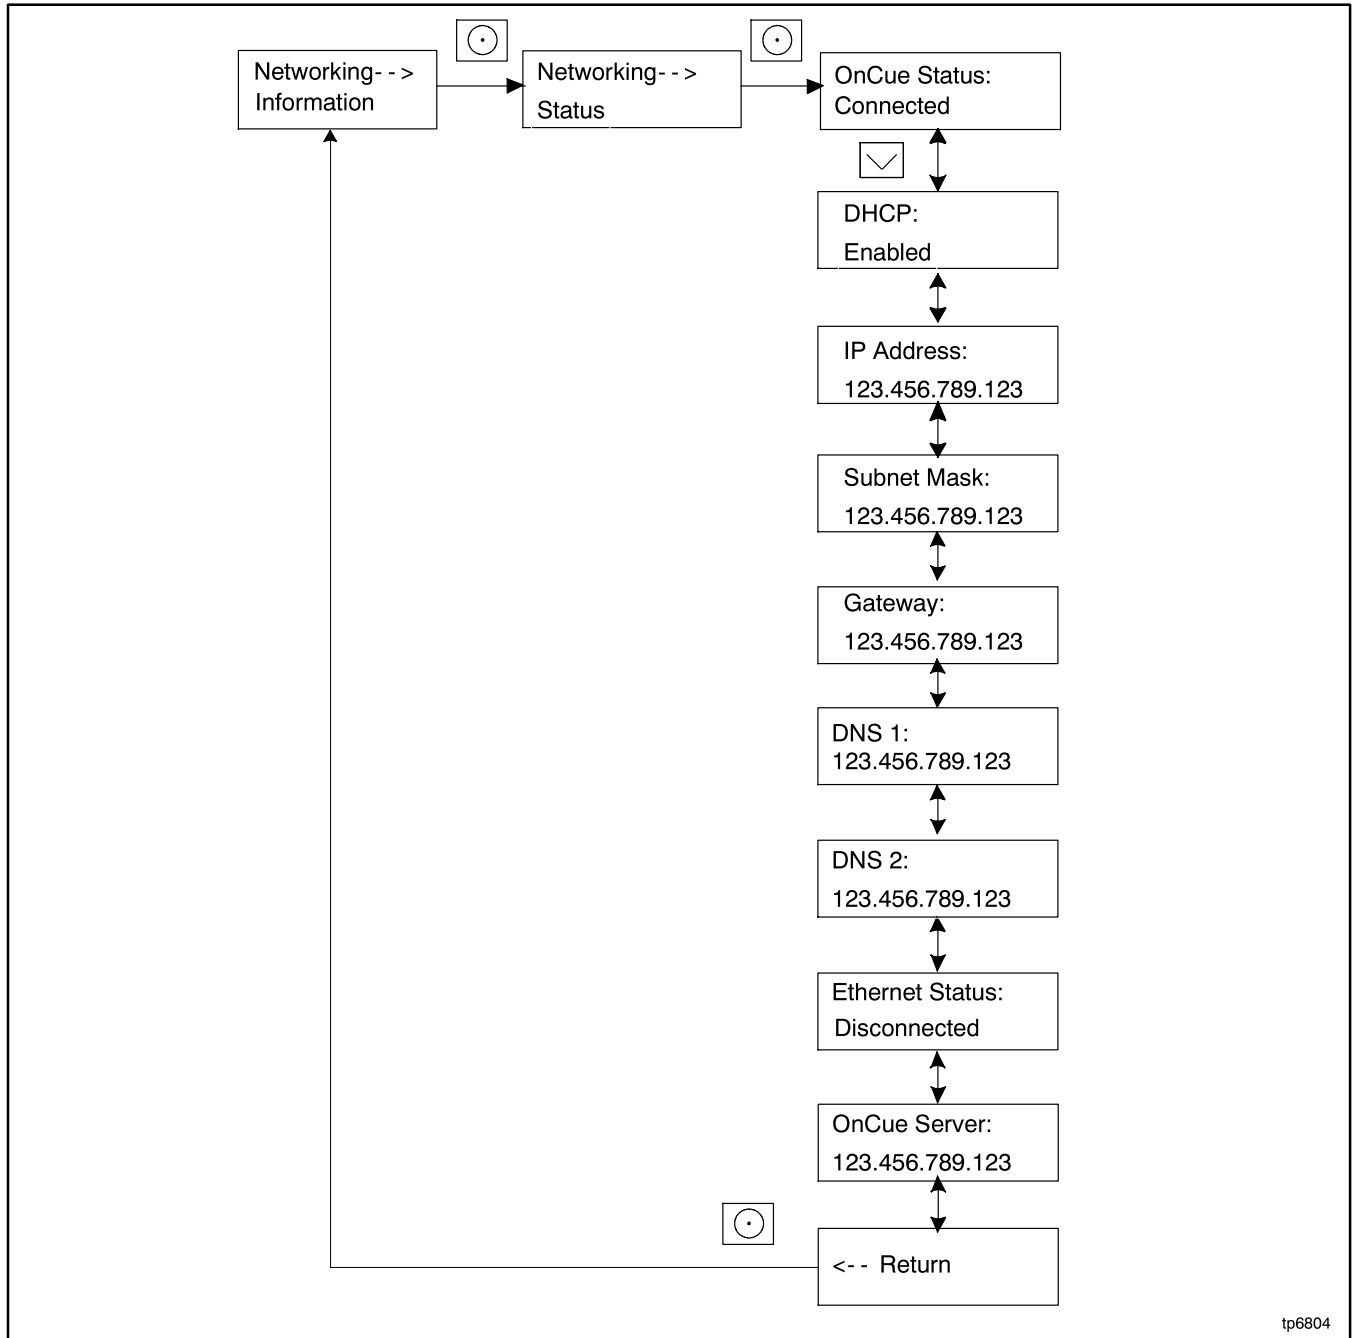 Networking-->
Information
Networking-->
Status
OnCue Status:
Connected
DHCP:
Enabled
IP Address:
123.456.789.123
Subnet Mask:
123.456.789.123
Gateway:
123.456.789.123
DNS 1:
123.456.789.123
DNS 2:
123.456.789.123
Ethernet Status:
Disconnected
OnCue Server:
123.456.789.123
<-- Return
tp6804